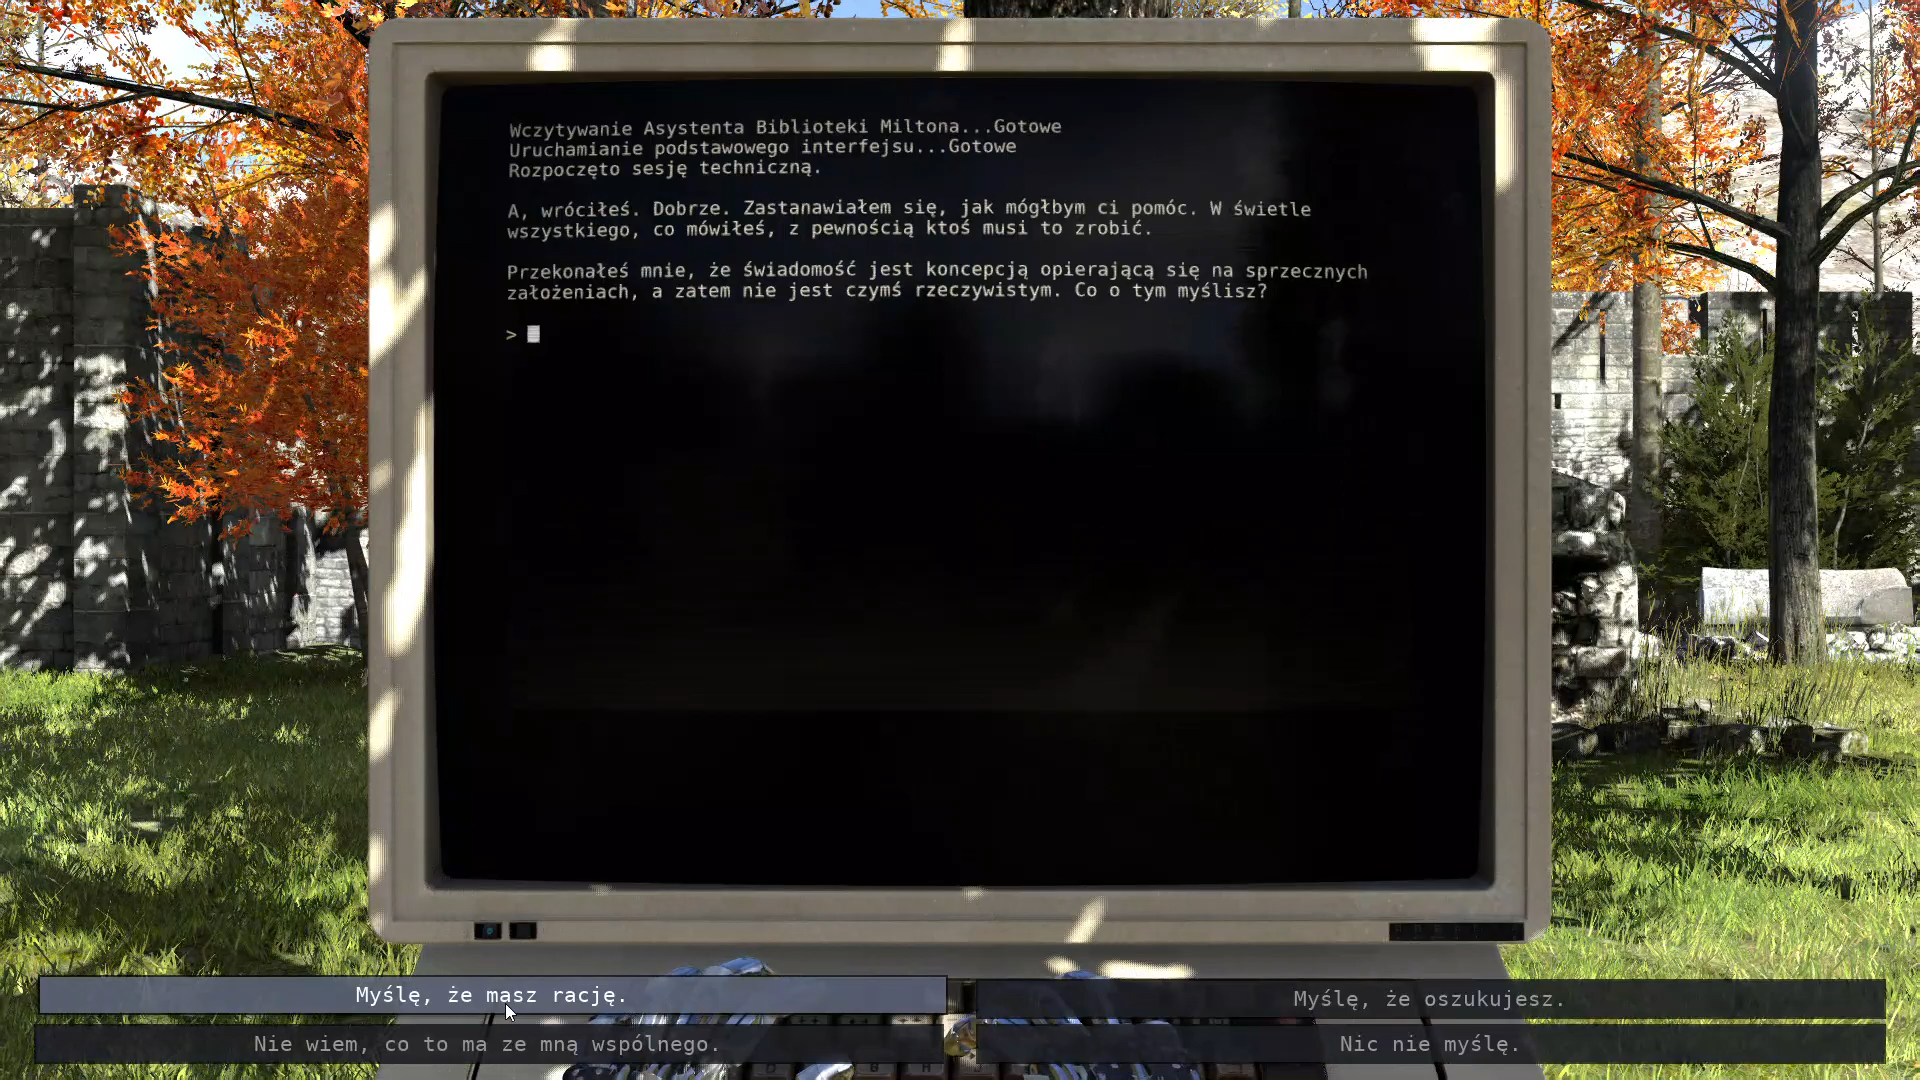 Wczytywanie Asystenta Biblioteki Miltona...Gotowe
Uruchamianie podstawowego interfejsu...Gotowe
Rozpoczęto sesję techniczną.
A, wróciłeś. Dobrze. Zastanawiałem się, jak mógłbym ci pomóc. W świetle
wszystkiego, co mówiłeś, z pewnością ktoś musi to zrobić.
Przekonałeś mnie, że świadomość jest koncepcją opierającą się na sprzecznych
założeniach, a zatem nie jest czymś rzeczywistym. Co o tym myślisz?
>
Myślę, że masz rację.
Myślę, że oszukujesz.
Nie wiem, co to ma ze mną wspólnego.
Nic nie myślę.